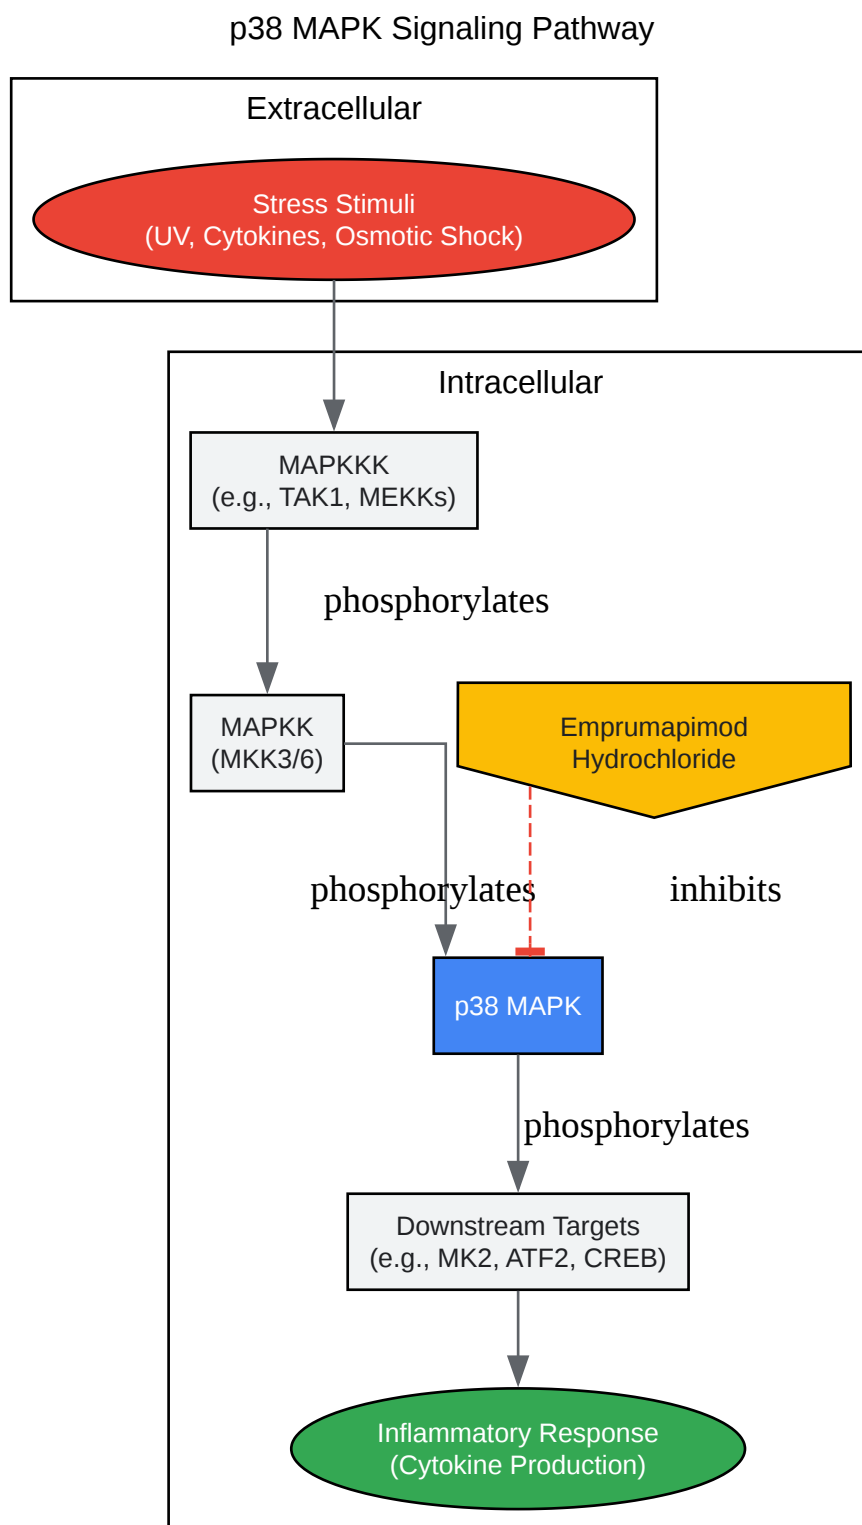 p38 MAPK Signaling Pathway
Extracellular
Stress Stimuli
(UV, Cytokines, Osmotic Shock)
Intracellular
MAPKKK
(e.g., TAK1, MEKKs)
phosphorylates
MAPKK
(MKK3/6)
Emprumapimod
Hydrochloride
phosphorylates
inhibits
p38 MAPK
phosphorylates
Downstream Targets
(e.g., MK2, ATF2, CREB)
Inflammatory Response
(Cytokine Production)